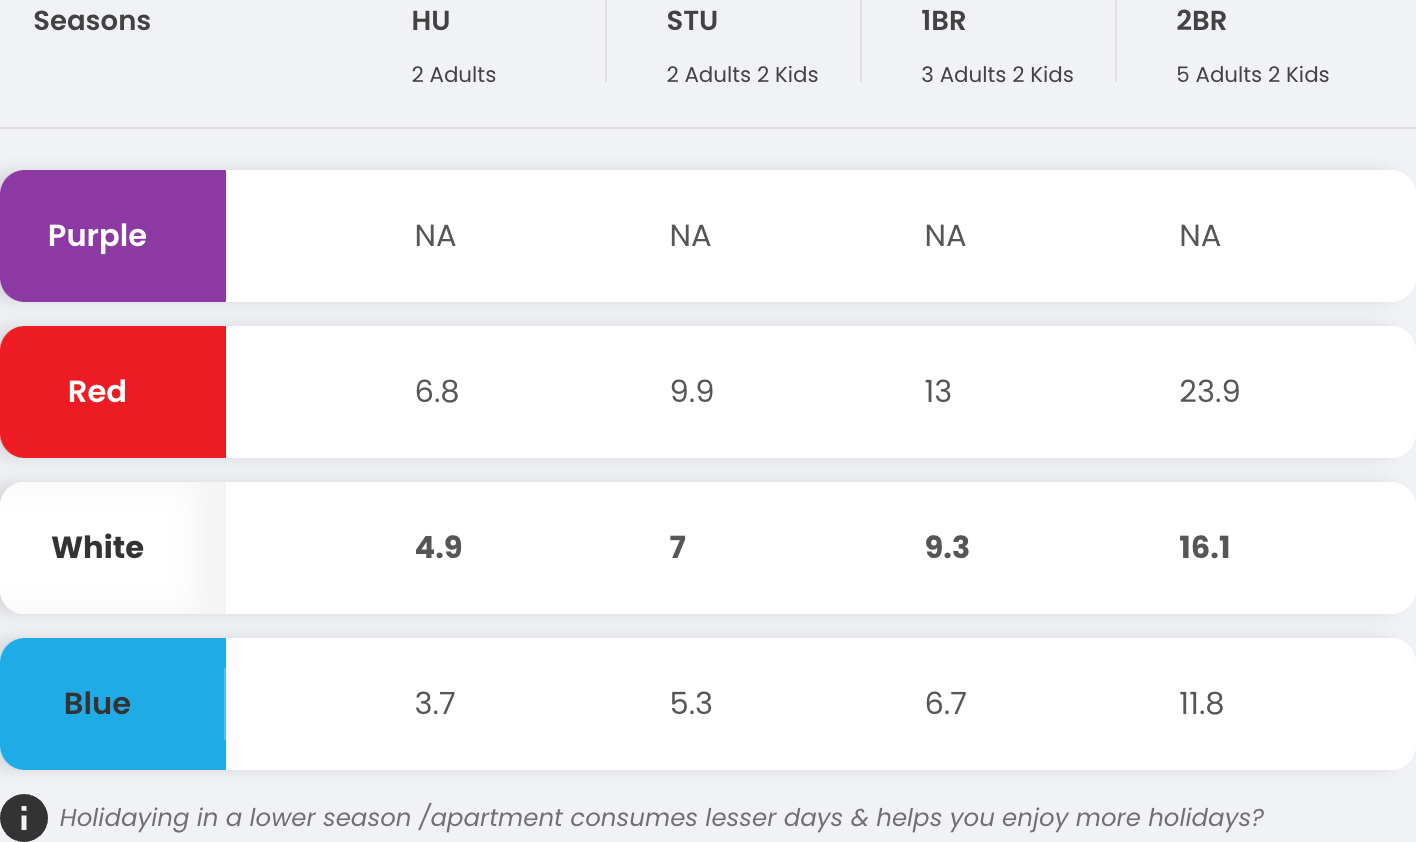 Seasons HU STU 1BR 2BR
2 Adults 2 Adults 2 Kids 3 Adults 2 Kids 5 Adults 2 Kids
Purple NA NA NA NA
Red 6.8 9.9 13 23.9
White 4.9 7 9.3 16.1
Blue 3.7 5.3 6.7 11.8
i Holidaying in a lower season /apartment consumes lesser days & helps you enjoy more holidays?